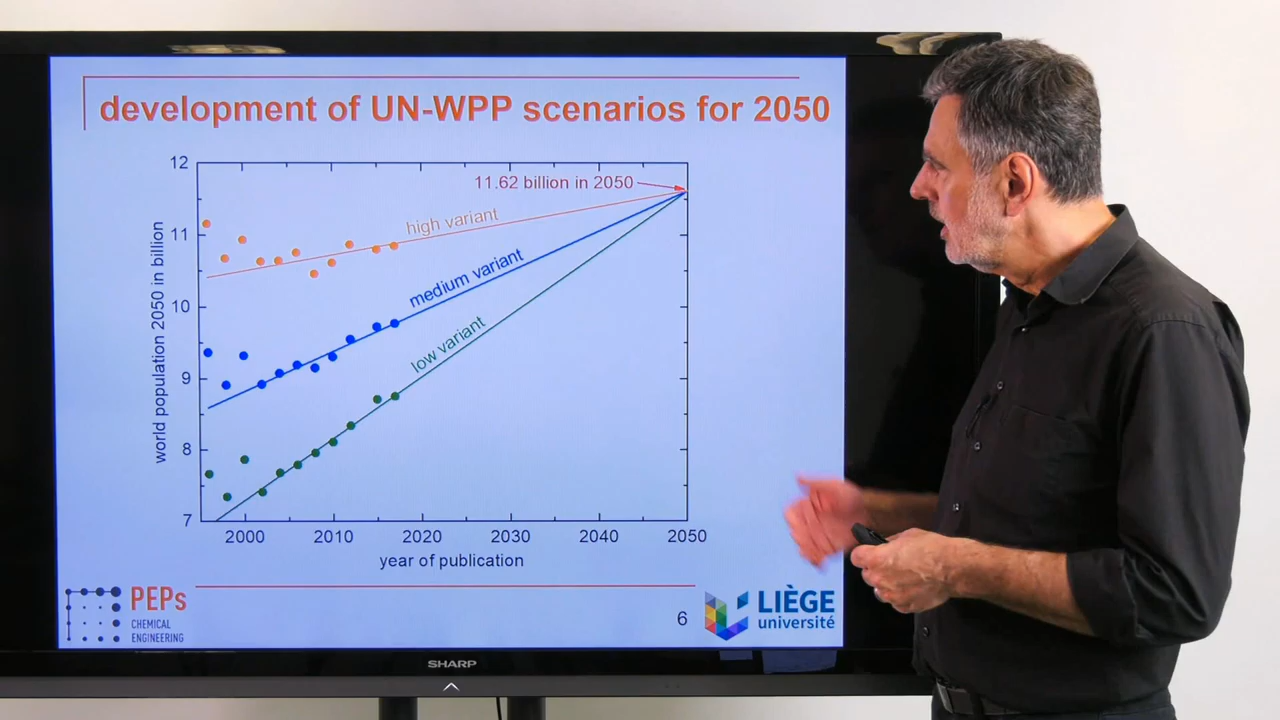 development of UN-WPP scenarios for 2050
12
11
10
9
8
7
world population 2050 in billion
11.62 billion in 2050
high variant
medium variant
low variant
2000 2010 2020 2030 2040 2050
year of publication
PEPs
CHEMICAL
ENGINEERING
6
LIÈGE
université
SHARP